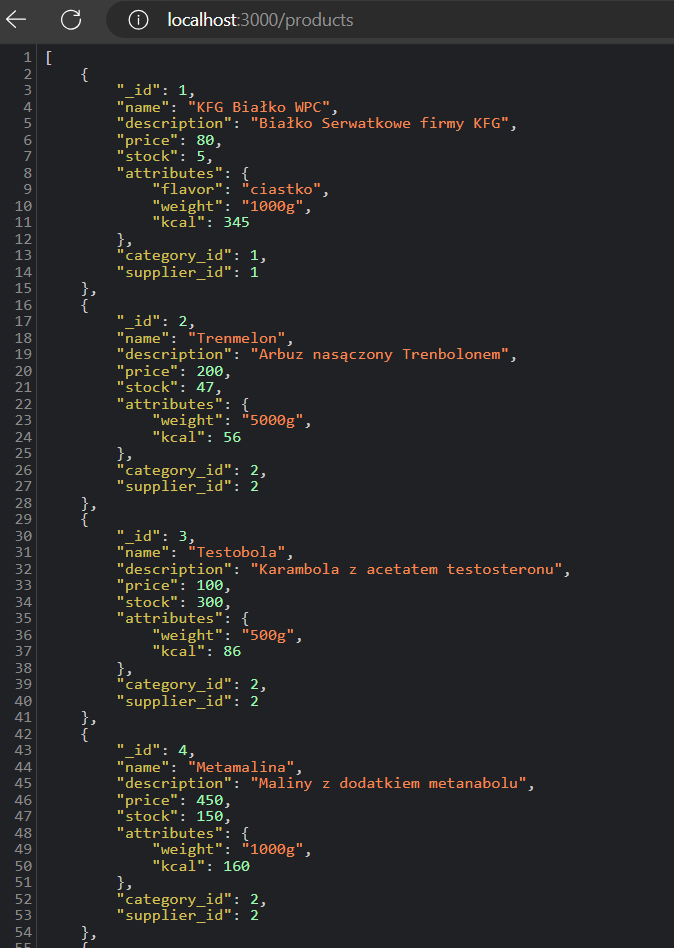 localhost:3000/products
1 [
2     {
3         "_id": 1,
4         "name": "KFG Białko WPC",
5         "description": "Białko Serwatkowe firmy KFG",
6         "price": 80,
7         "stock": 5,
8         "attributes": {
9             "flavor": "ciastko",
10             "weight": "1000g",
11             "kcal": 345
12         },
13         "category_id": 1,
14         "supplier_id": 1
15     },
16     {
17         "_id": 2,
18         "name": "Trenmelon",
19         "description": "Arbuz nasączony Trenbolonem",
20         "price": 200,
21         "stock": 47,
22         "attributes": {
23             "weight": "5000g",
24             "kcal": 56
25         },
26         "category_id": 2,
27         "supplier_id": 2
28     },
29     {
30         "_id": 3,
31         "name": "Testobola",
32         "description": "Karambola z acetatem testosteronu",
33         "price": 100,
34         "stock": 300,
35         "attributes": {
36             "weight": "500g",
37             "kcal": 86
38         },
39         "category_id": 2,
40         "supplier_id": 2
41     },
42     {
43         "_id": 4,
44         "name": "Metamalina",
45         "description": "Maliny z dodatkiem metanabolu",
46         "price": 450,
47         "stock": 150,
48         "attributes": {
49             "weight": "1000g",
50             "kcal": 160
51         },
52         "category_id": 2,
53         "supplier_id": 2
54     },